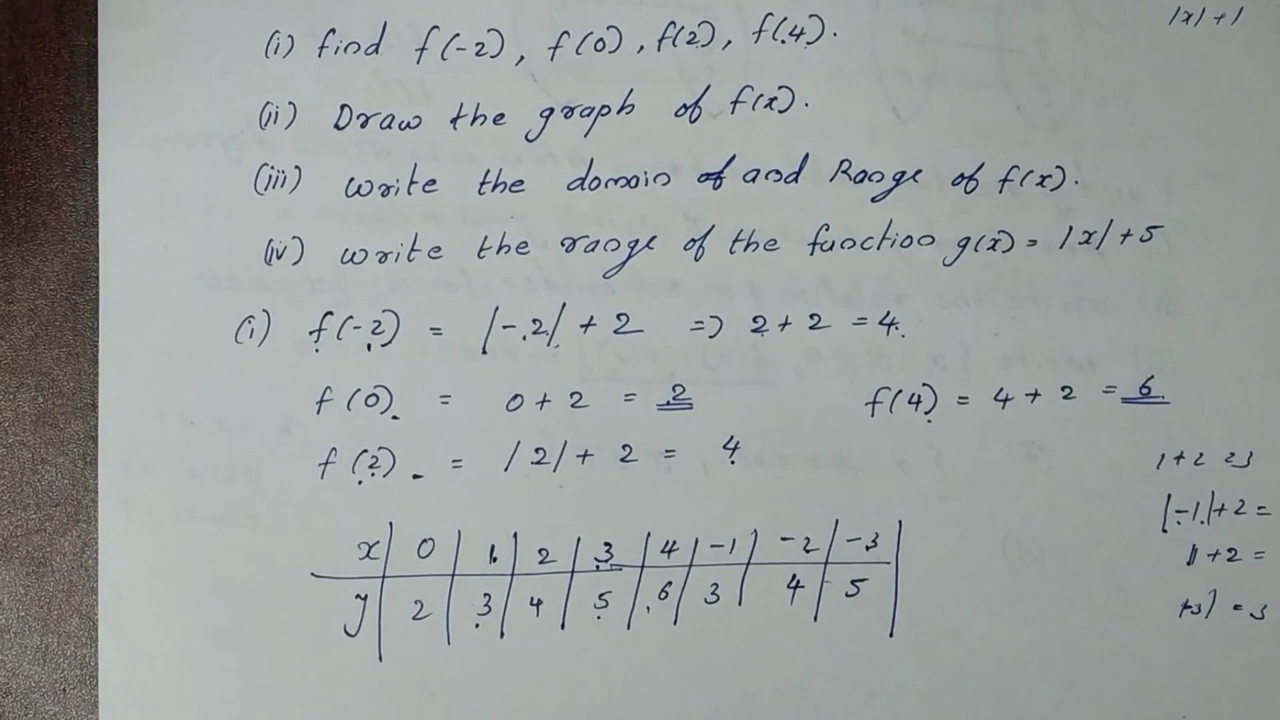 |x|+1
(i) find f(-2), f(0), f(2), f(4).
(ii) Draw the graph of f(x).
(iii) write the domain of and Range of f(x).
(iv) write the range of the function g(x) = |x|+5
(i) f(-2) = |-2| + 2 => 2+2 = 4.
f(0) = 0+2 = 2 f(4) = 4+2 = 6
f(2) = |2|+ 2 = 4
1+2 =3
|-1|+2 =
1+2 =
x | 0 | 1 | 2 | 3 | 4 | -1 | -2 | -3
y | 2 | 3 | 4 | 5 | 6 | 3 | 4 | 5
= 3